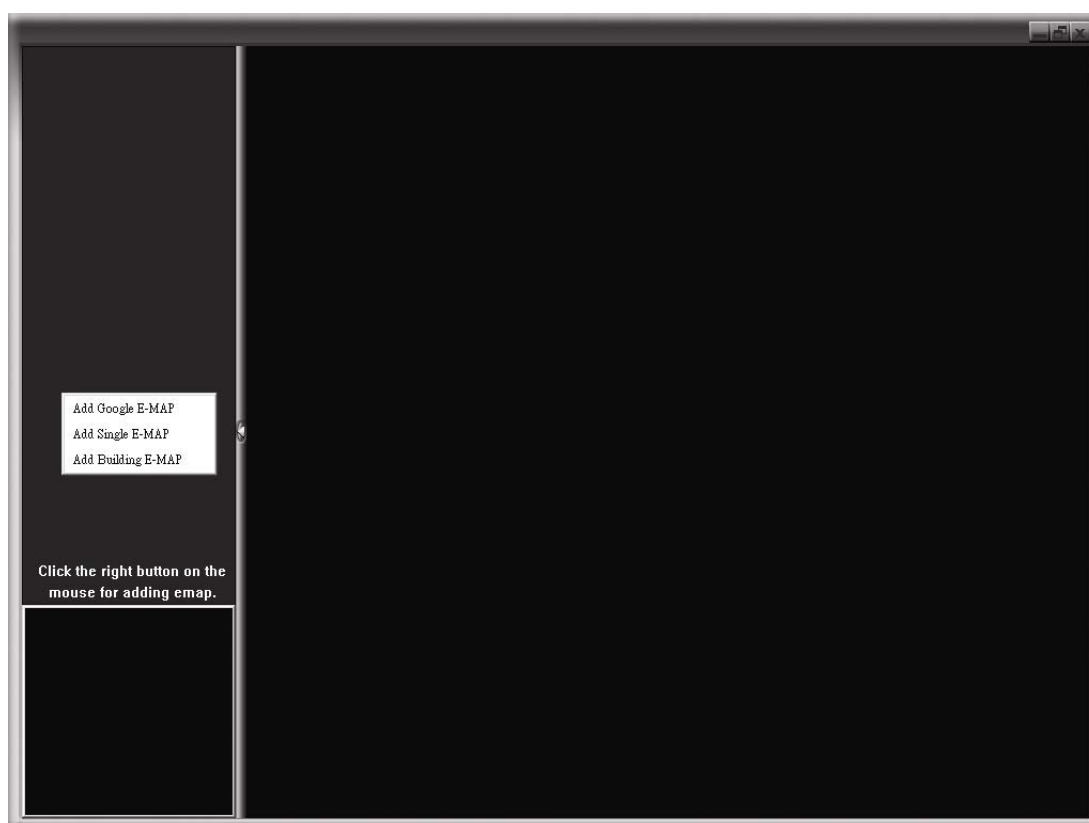 Add Google E-MAP
Add Single E-MAP
Add Building E-MAP
Click the right button on the
mouse for adding emap.